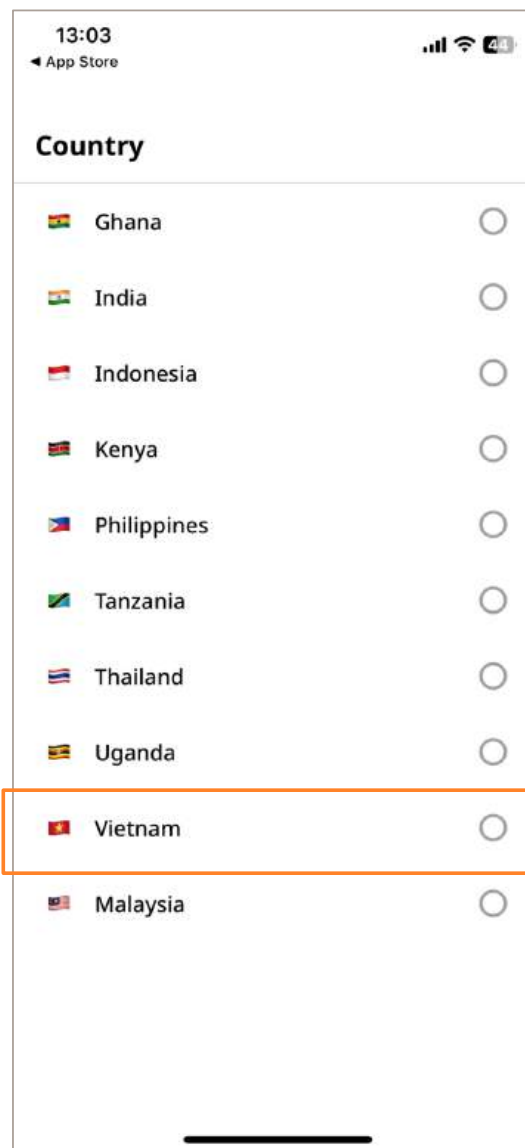 13:03
◀ App Store
44
Country
Ghana
India
Indonesia
Kenya
Philippines
Tanzania
Thailand
Uganda
Vietnam
Malaysia